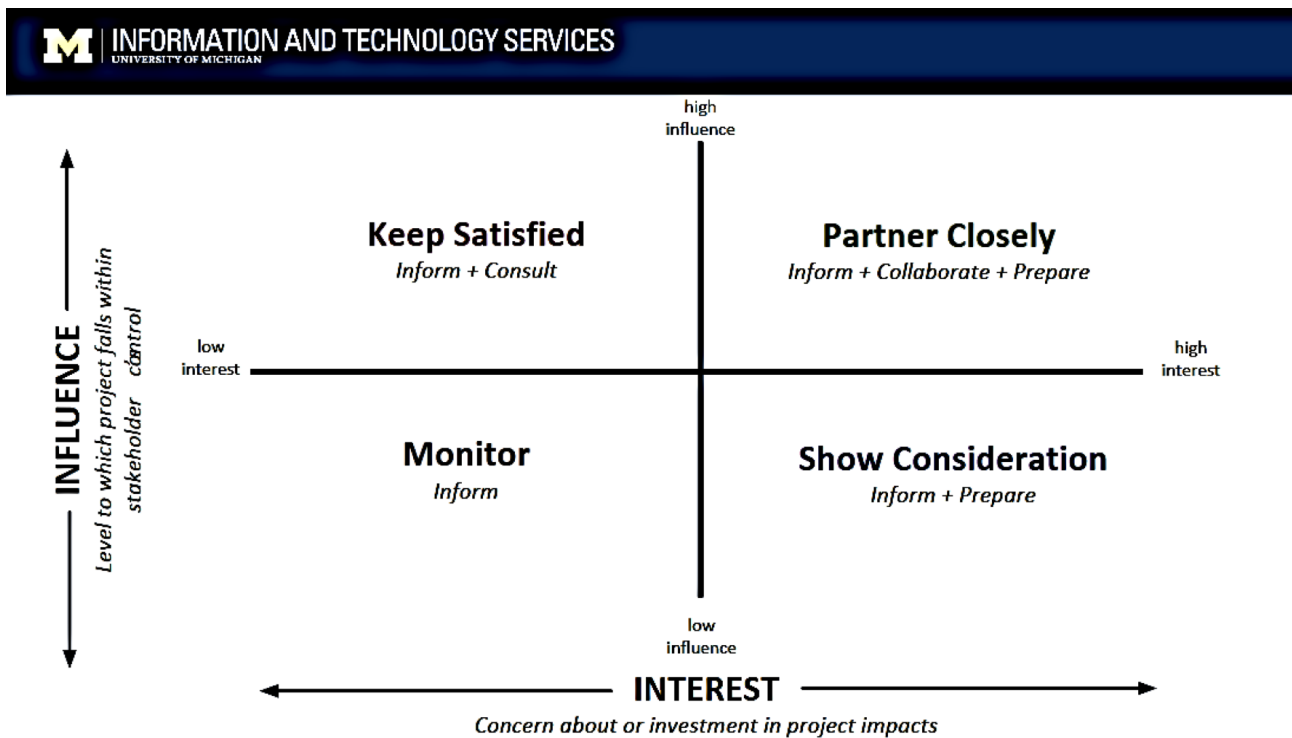 M
INFORMATION AND TECHNOLOGY SERVICES
UNIVERSITY OF MICHIGAN
high
influence
Keep Satisfied
Inform + Consult
Partner Closely
Inform + Collaborate + Prepare
INFLUENCE
Level to which project falls within
stakeholder control
low
interest
high
interest
Monitor
Inform
Show Consideration
Inform + Prepare
low
influence
INTEREST
Concern about or investment in project impacts